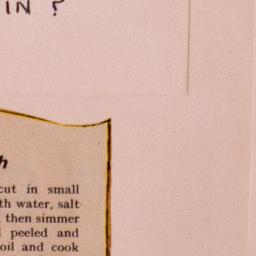 IN ?
h
cut in small
th water, salt
then simmer
peeled and
oil and cook